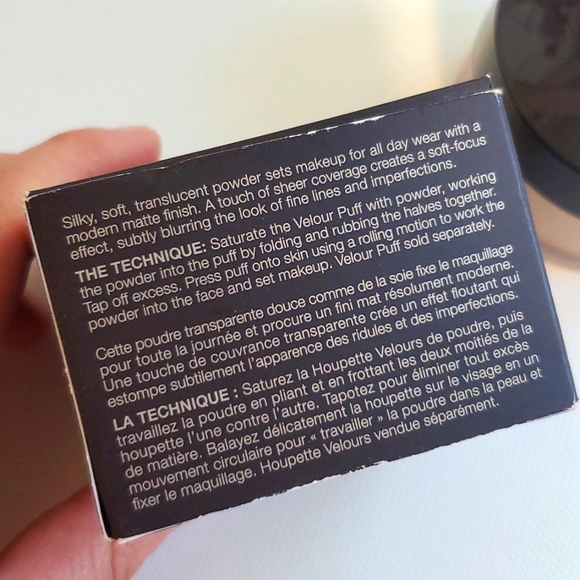 Silky, soft, translucent powder sets makeup for all day wear with a
modern matte finish. A touch of sheer coverage creates a soft-focus
effect, subtly blurring the look of fine lines and imperfections.
THE TECHNIQUE: Saturate the Velour Puff with powder, working
the powder into the puff by folding and rubbing the halves together.
Tap off excess. Press puff onto skin using a rolling motion to work the
powder into the face and set makeup. Velour Puff sold separately.
Cette poudre transparente douce comme de la soie fixe le maquillage
pour toute la journée et procure un fini mat résolument moderne.
Une touche de couvrance transparente crée un effet floutant qui
estompe subtilement l'apparence des ridules et des imperfections.
LA TECHNIQUE : Saturez la Houpette Velours de poudre, puis
travaillez la poudre en pliant et en frottant les deux moitiés de la
houpette l'une contre l'autre. Tapotez pour éliminer tout excès
de matière. Balayez délicatement la houpette sur le visage en un
mouvement circulaire pour « travailler » la poudre dans la peau et
fixer le maquillage. Houpette Velours vendue séparément.